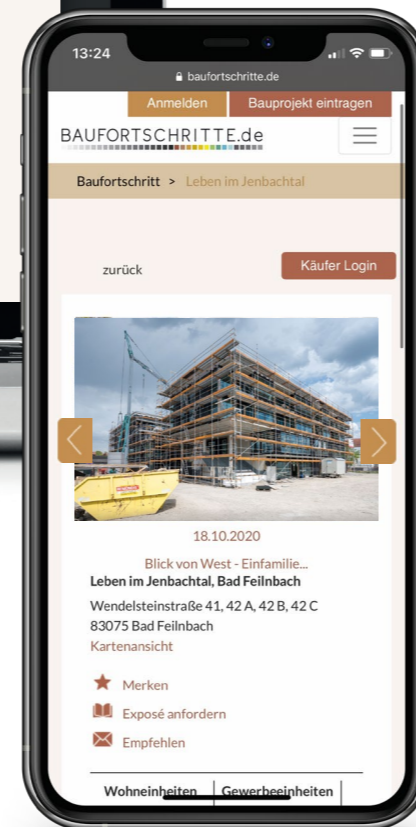 13:24
baufortschritte.de
Anmelden
Bauprojekt eintragen
BAUFORTSCHRITTE.de
Baufortschritt > Leben im Jenbachtal
zurück
Käufer Login
18.10.2020
Blick von West - Einfamilie...
Leben im Jenbachtal, Bad Feilnbach
Wendelsteinstraße 41, 42 A, 42 B, 42 C
83075 Bad Feilnbach
Kartenansicht
Merken
Exposé anfordern
Empfehlen
Wohneinheiten
Gewerbeeinheiten